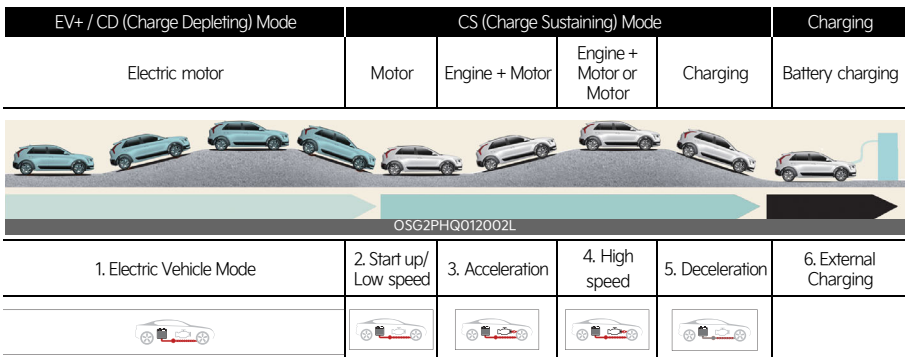 EV+ / CD (Charge Depleting) Mode
CS (Charge Sustaining) Mode
Charging
Electric motor
Motor
Engine + Motor
Engine +
Motor or
Motor
Charging
Battery charging
OSG2PHQ012002L
1. Electric Vehicle Mode
2. Start up/
Low speed
3. Acceleration
4. High
speed
5. Deceleration
6. External
Charging